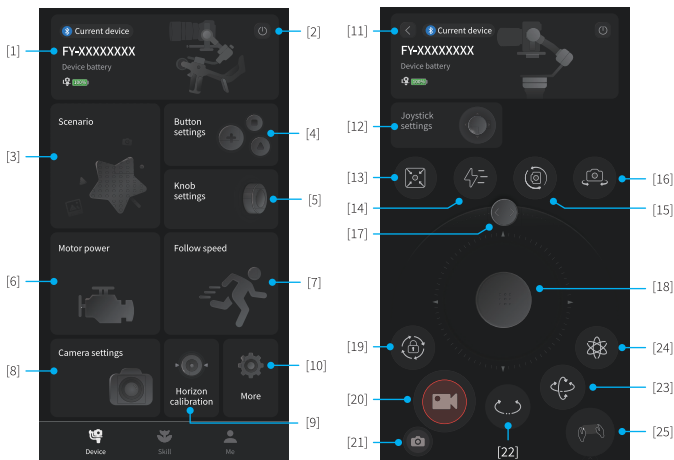 Current device
[1]
FY-XXXXXXXX
[2]
Device battery
100%
Scenario
[3]
Button
settings
[4]
Knob
settings
[5]
Motor power
[6]
Follow speed
[7]
Camera settings
[8]
Horizon
calibration
[9]
More
[10]
Device
Skill
Me
[11]
Current device
FY-XXXXXXXX
Device battery
100%
[12]
Joystick
settings
[13]
[14]
[15]
[16]
[17]
[18]
[19]
[20]
[21]
[22]
[23]
[24]
[25]